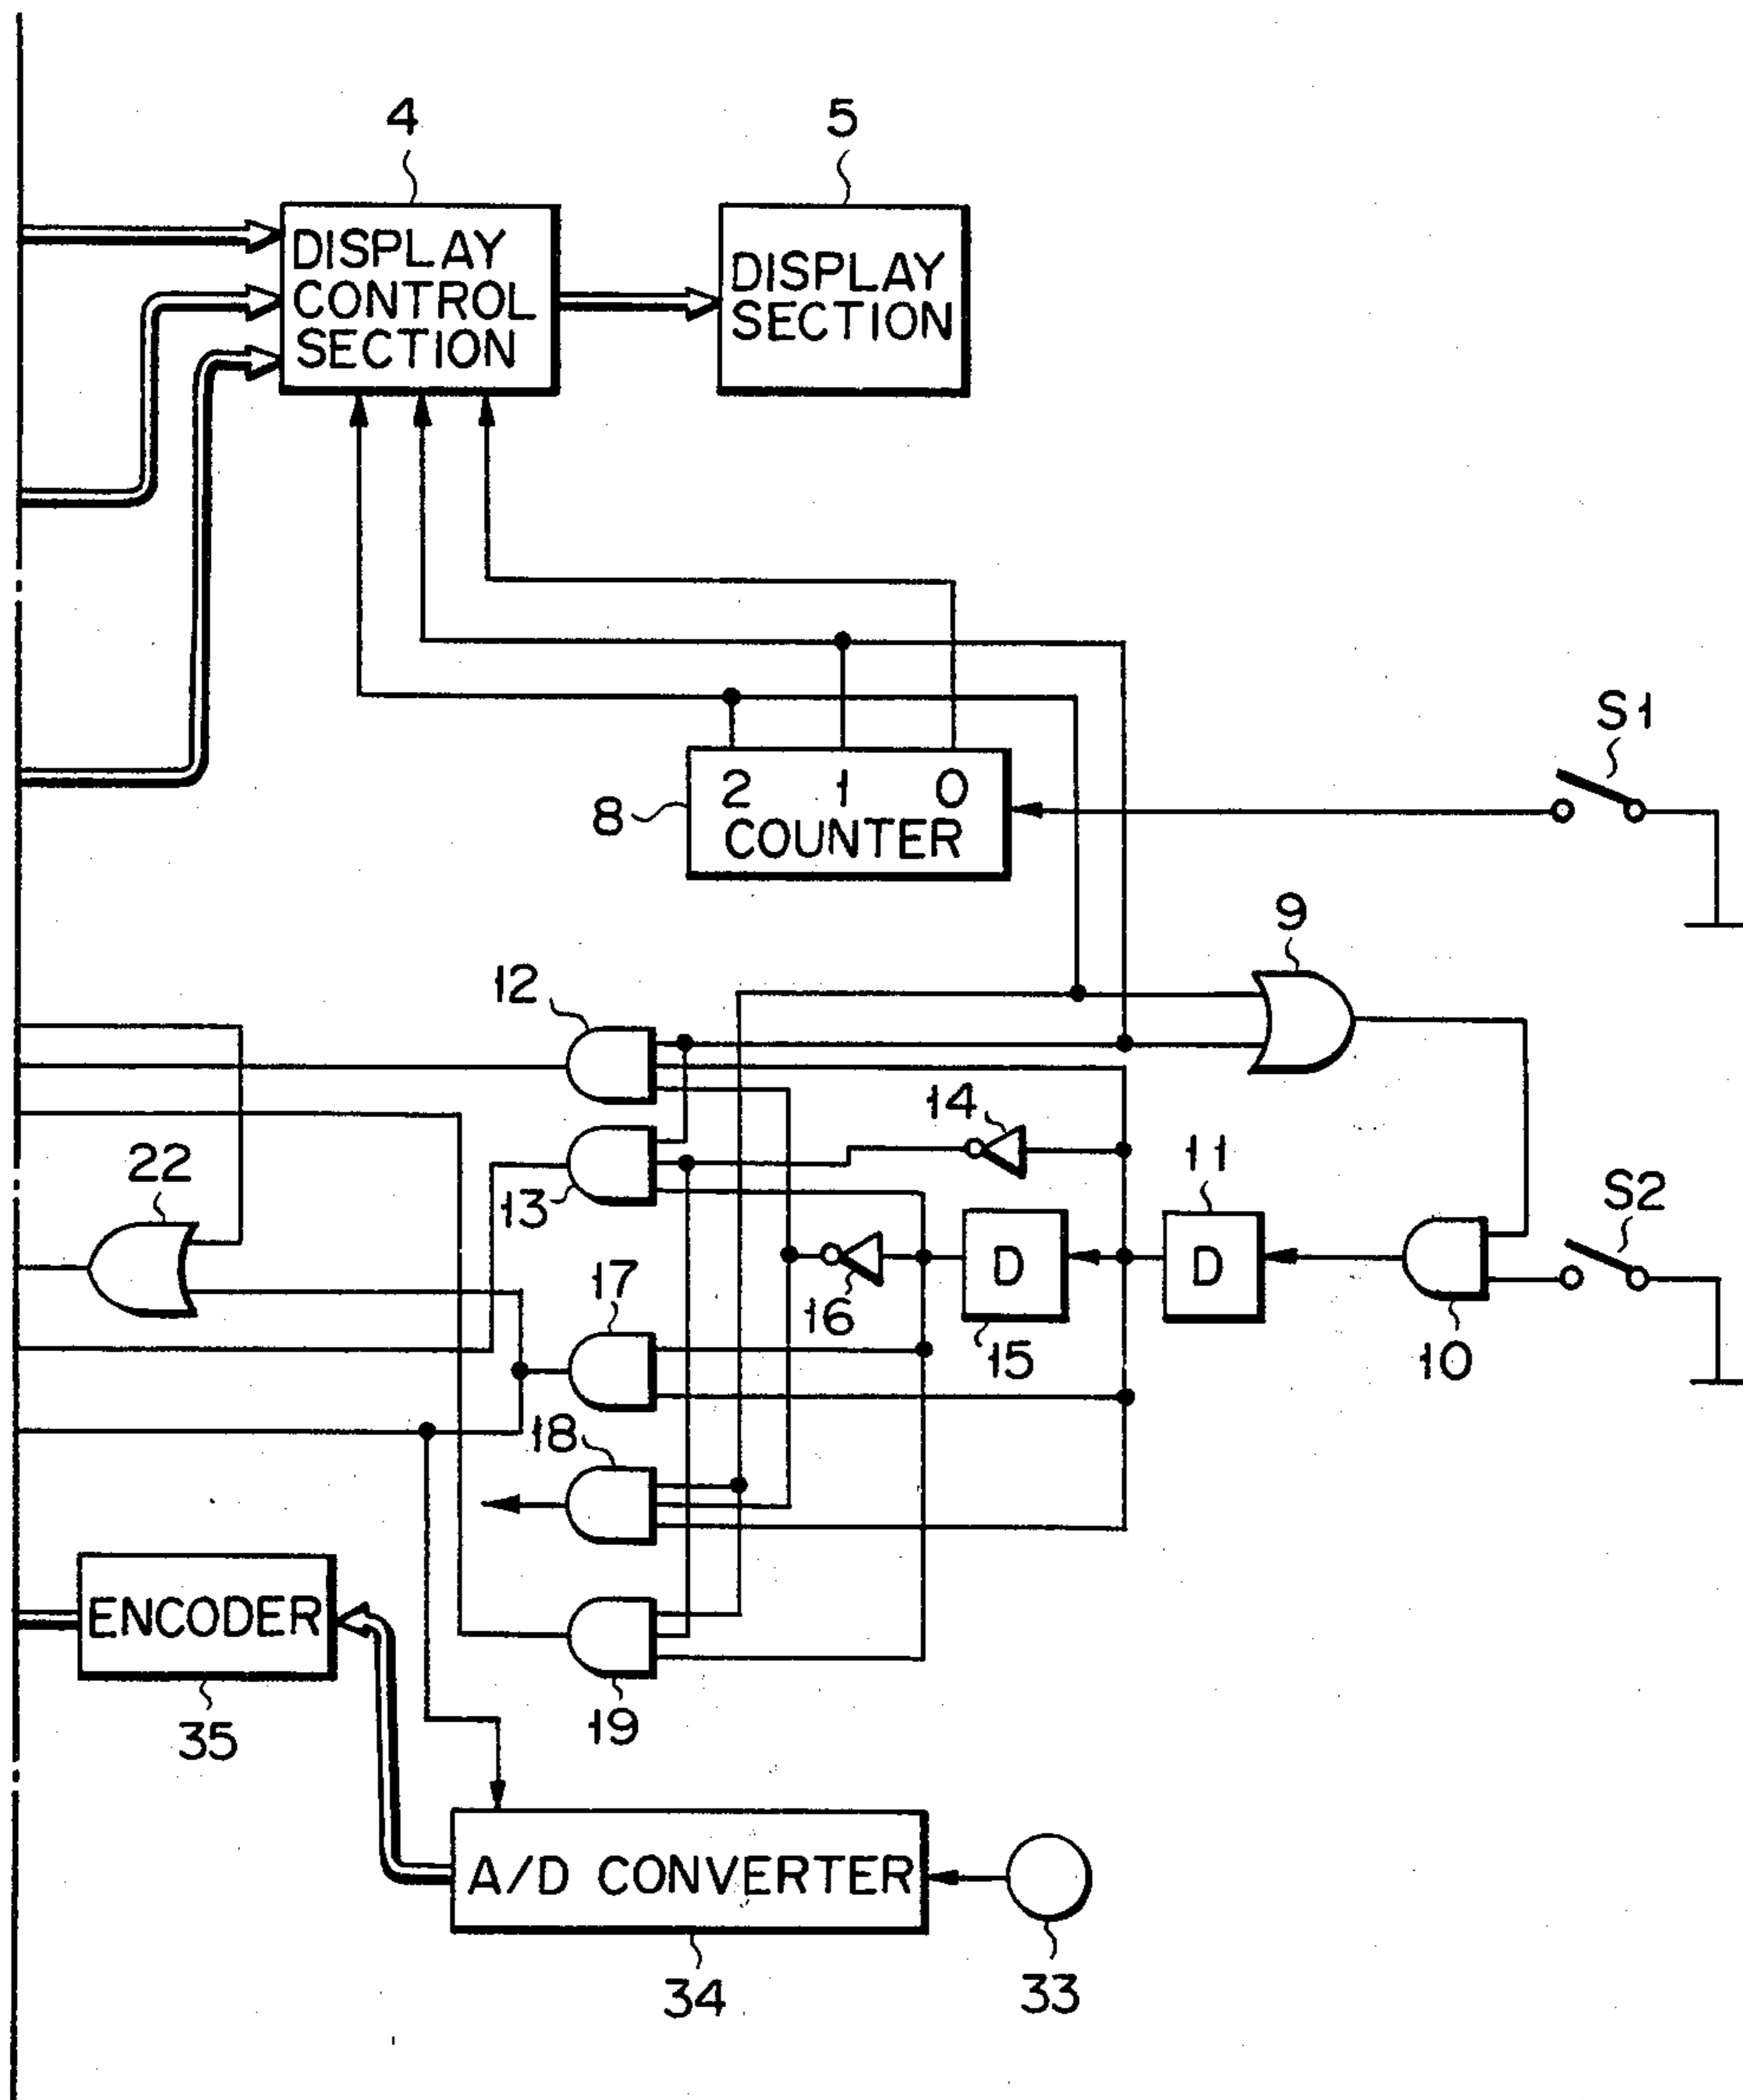 4
5
DISPLAY
CONTROL
SECTION
DISPLAY
SECTION
S1
2 1 0
COUNTER
8
9
12
14
11
22
13
S2
D
D
17
16
15
10
18
ENCODER
35
19
A/D CONVERTER
34
33